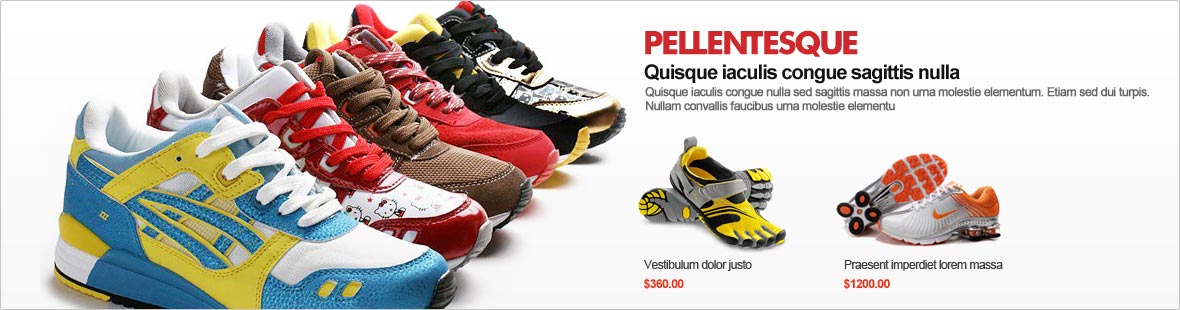 PELLENTESQUE
Quisque iaculis congue sagittis nulla
Quisque iaculis congue nulla sed sagittis massa non urna molestie elementum. Etiam sed dui turpis.
Nullam convallis faucibus urna molestie elementu
Vestibulum dolor justo
$360.00
Praesent imperdiet lorem massa
$1200.00